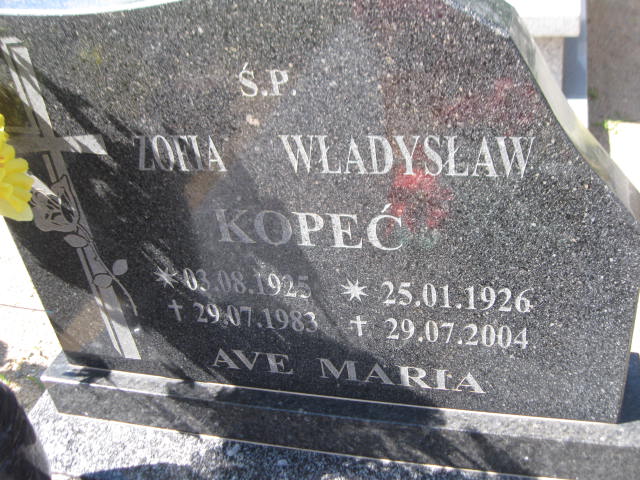 Ś.P.
ZOFIA WŁADYSŁAW
KOPEĆ
* 03.08.1925 * 25.01.1926
† 29.07.1983 † 29.07.2004
AVE MARIA